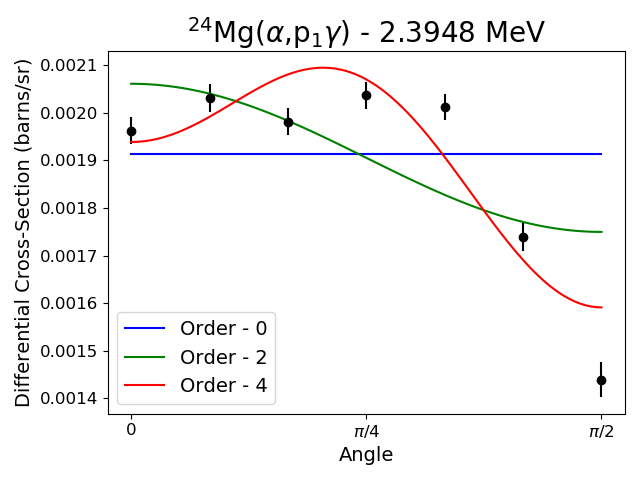 ²⁴Mg(α,p₁γ) - 2.3948 MeV
Differential Cross-Section (barns/sr)
0.0021
0.0020
0.0019
0.0018
0.0017
0.0016
0.0015
0.0014
Order - 0
Order - 2
Order - 4
0
π/4
π/2
Angle